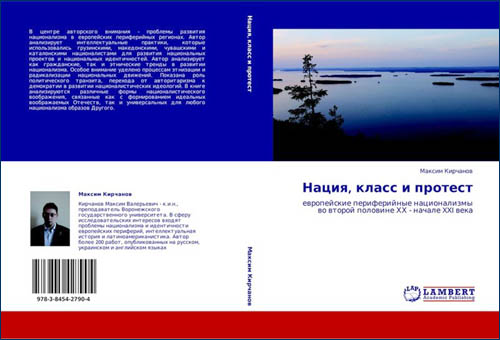 В центре авторского внимания - проблемы развития
национализма в европейских периферийных регионах. Автор
анализирует интеллектуальные практики, которые
использовались грузинскими, македонскими, чувашскими и
каталонскими националистами для развития национальных
проектов и национальных идентичностей. Автор анализирует
как гражданские, так и этнические тренды в развитии
национализма. Особое внимание уделено процессам этнизации и
радикализации национальных движений. Показана роль
политического транзита, перехода от авторитаризма к
демократии в развитии националистических идеологий. В книге
анализируются различные формы националистического
воображения, связанные как с формированием идеальных
воображаемых Отечеств, так и универсальных для любого
национализма образов Другого.
Максим Кирчанов
Кирчанов Максим Валерьевич - к.и.н.,
преподаватель Воронежского
государственного университета. В сферу
исследовательских интересов входят
проблемы национализма и идентичности
европейских периферий, интеллектуальная
история и латиноамериканистика. Автор
более 200 работ, опубликованных на русском,
украинском и английском языках
978-3-8454-2790-4
Нация, класс и протест
Максим Кирчанов
Максим Кирчанов
Нация, класс и протест
европейские периферийные национализмы
во второй половине XX - начале XXI века
LAMBERT
Academic Publishing